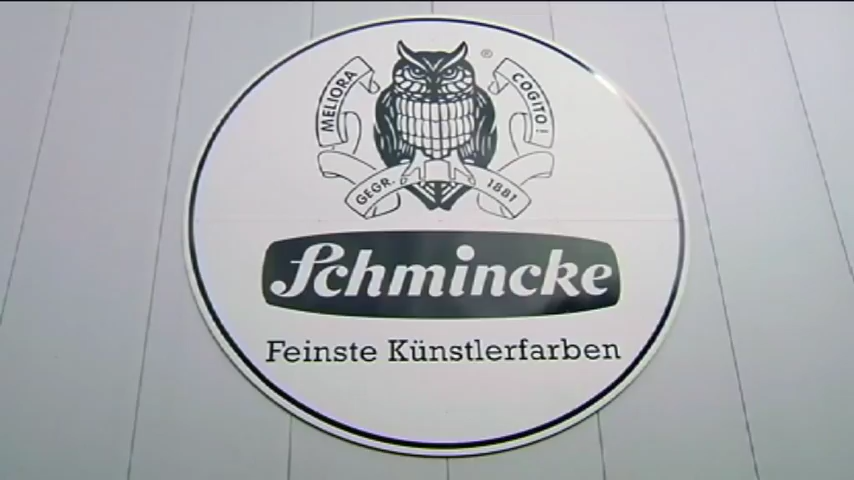 MELIORA COGITO!
®
GEGR. 1881
Schmincke
Feinste Künstlerfarben